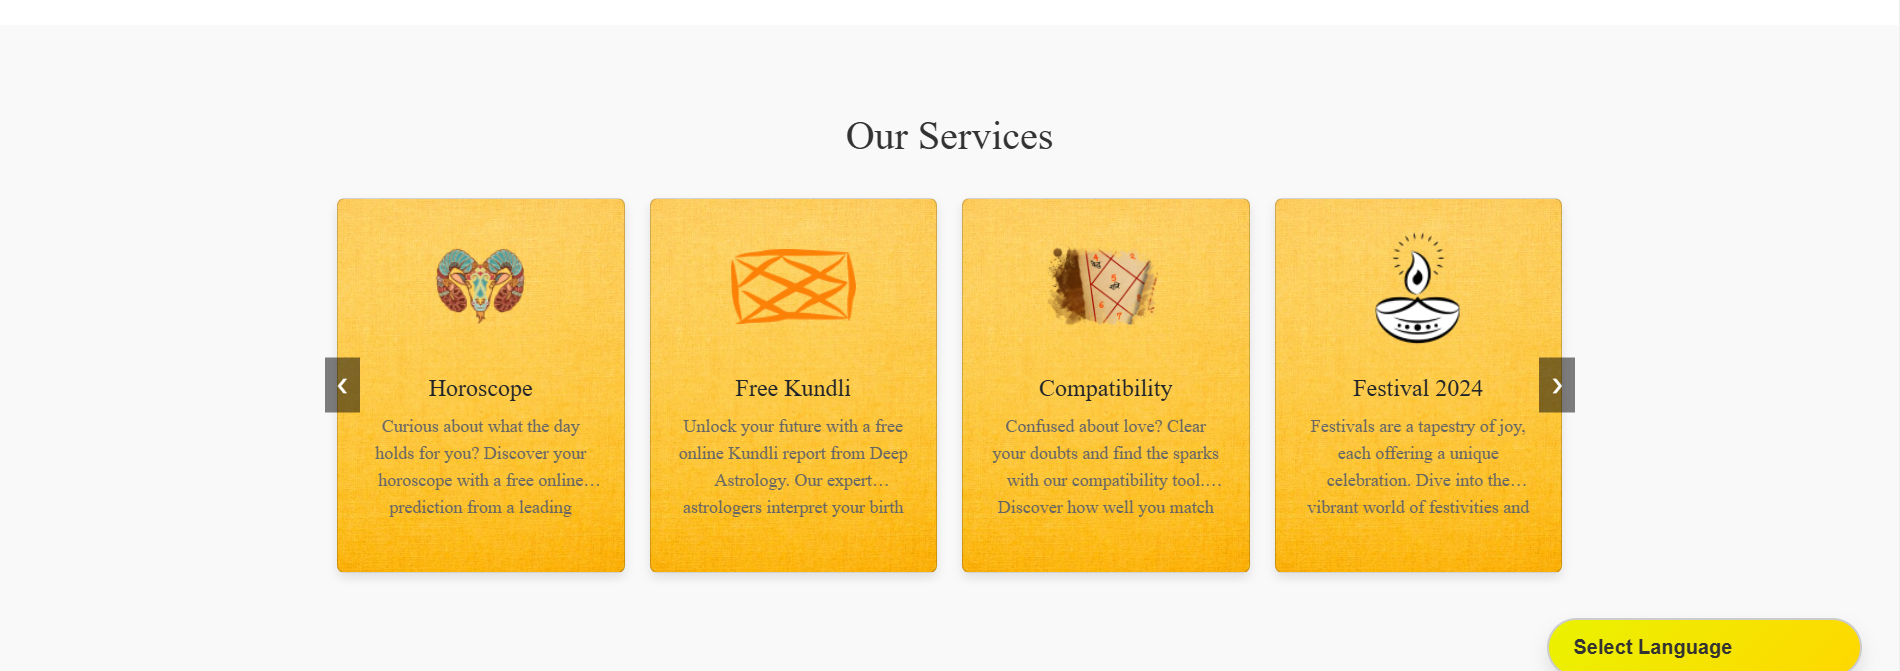 Our Services
Horoscope
Curious about what the day
holds for you? Discover your
horoscope with a free online…
prediction from a leading
Free Kundli
Unlock your future with a free
online Kundli report from Deep
Astrology. Our expert…
astrologers interpret your birth
Compatibility
Confused about love? Clear
your doubts and find the sparks
with our compatibility tool.…
Discover how well you match
Festival 2024
Festivals are a tapestry of joy,
each offering a unique
celebration. Dive into the…
vibrant world of festivities and
Select Language